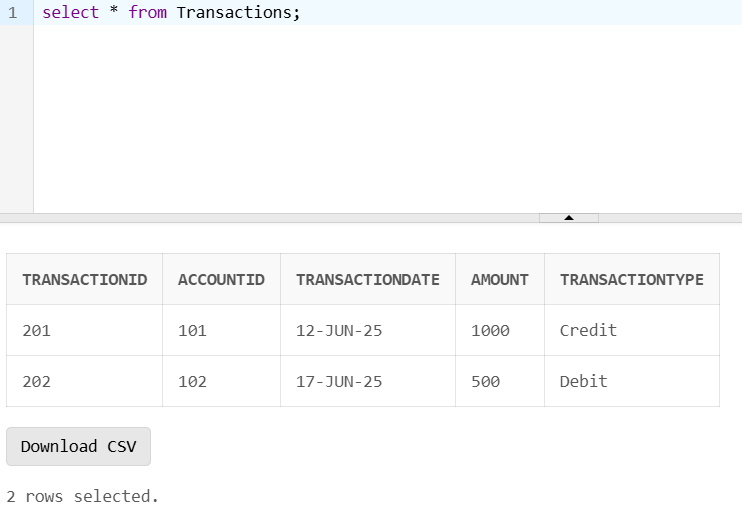 1 select * from Transactions;
TRANSACTIONID ACCOUNTID TRANSACTIONDATE AMOUNT TRANSACTIONTYPE
201 101 12-JUN-25 1000 Credit
202 102 17-JUN-25 500 Debit
Download CSV
2 rows selected.